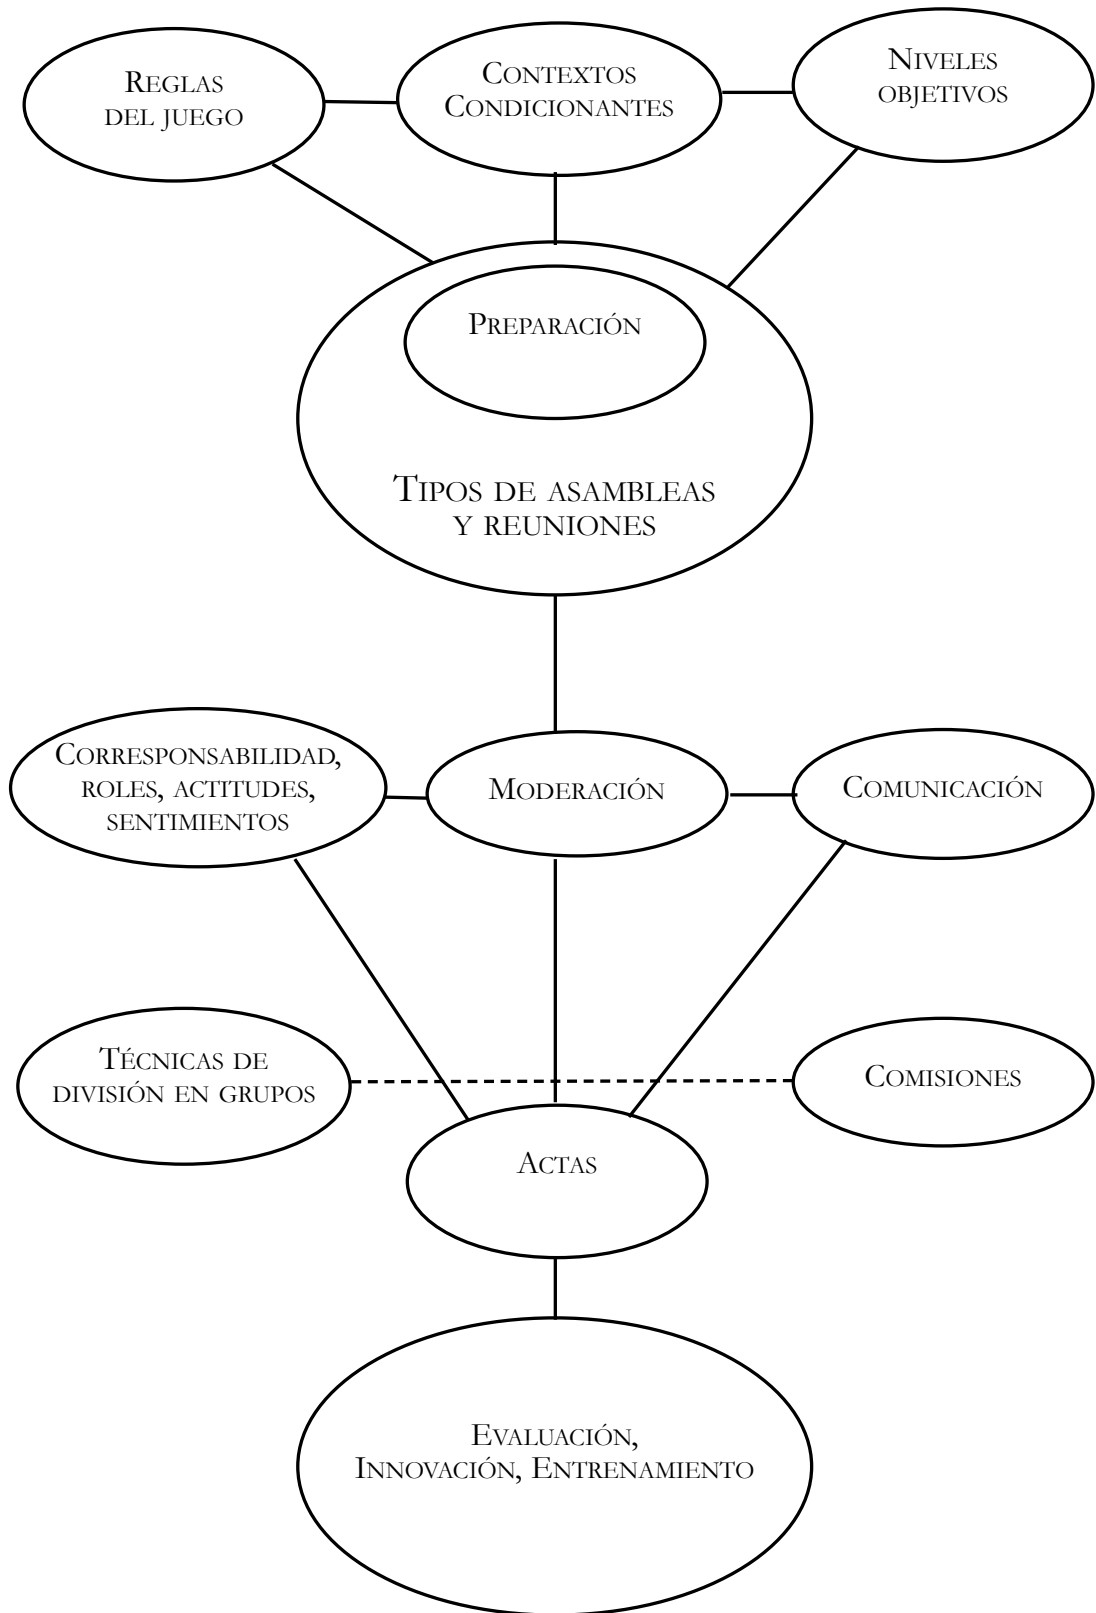 REGLAS
DEL JUEGO
CONTEXTOS
CONDICIONANTES
NIVELES
OBJETIVOS
PREPARACIÓN
TIPOS DE ASAMBLEAS
Y REUNIONES
CORRESPONSABILIDAD,
ROLES, ACTITUDES,
SENTIMIENTOS
MODERACIÓN
COMUNICACIÓN
TÉCNICAS DE
DIVISIÓN EN GRUPOS
COMISIONES
ACTAS
EVALUACIÓN,
INNOVACIÓN, ENTRENAMIENTO